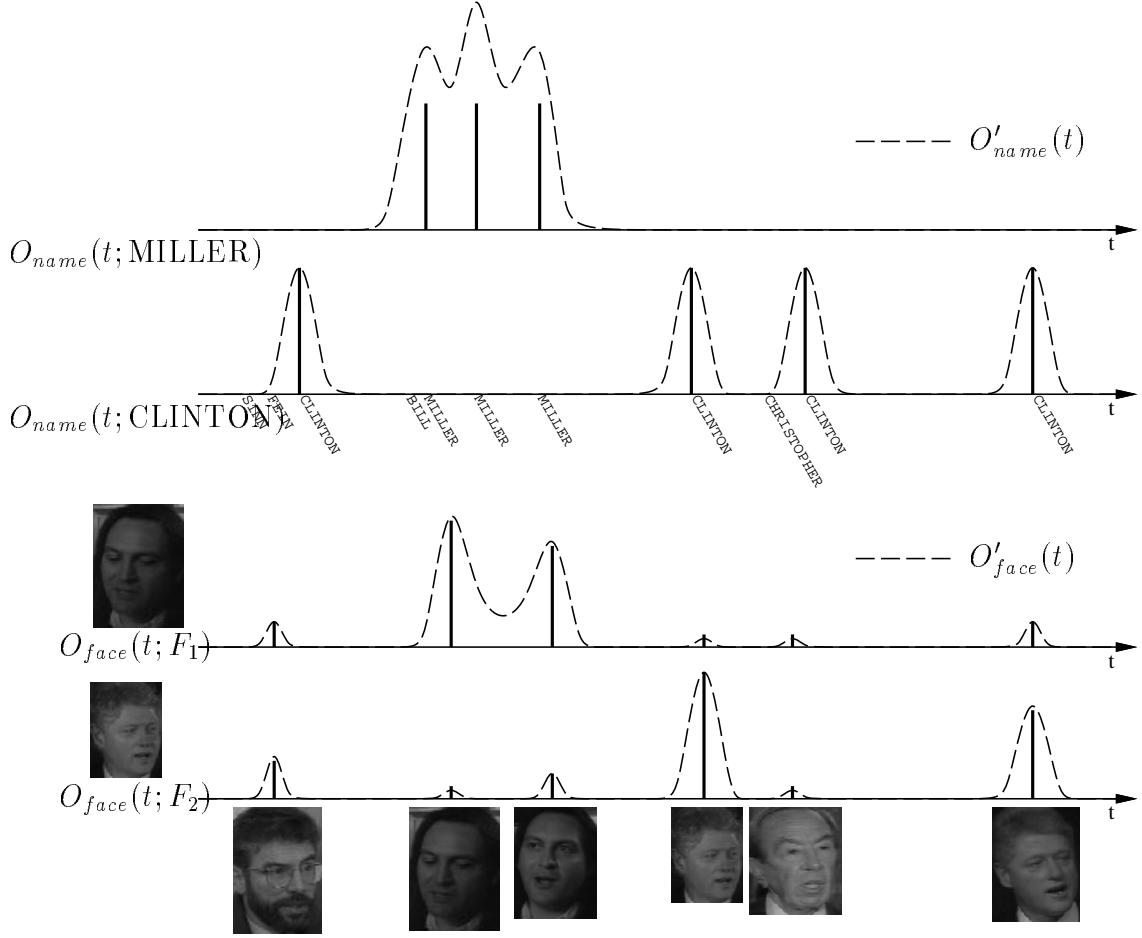 O'name(t)
t
Oname(t; MILLER)
t
Oname(t; CLINTON)
SINN FEIN CLINTON BILL MILLER MILLER MILLER CLINTON CHRISTOPHER CLINTON CLINTON
O'face(t)
Oface(t; F1)
t
Oface(t; F2)
t